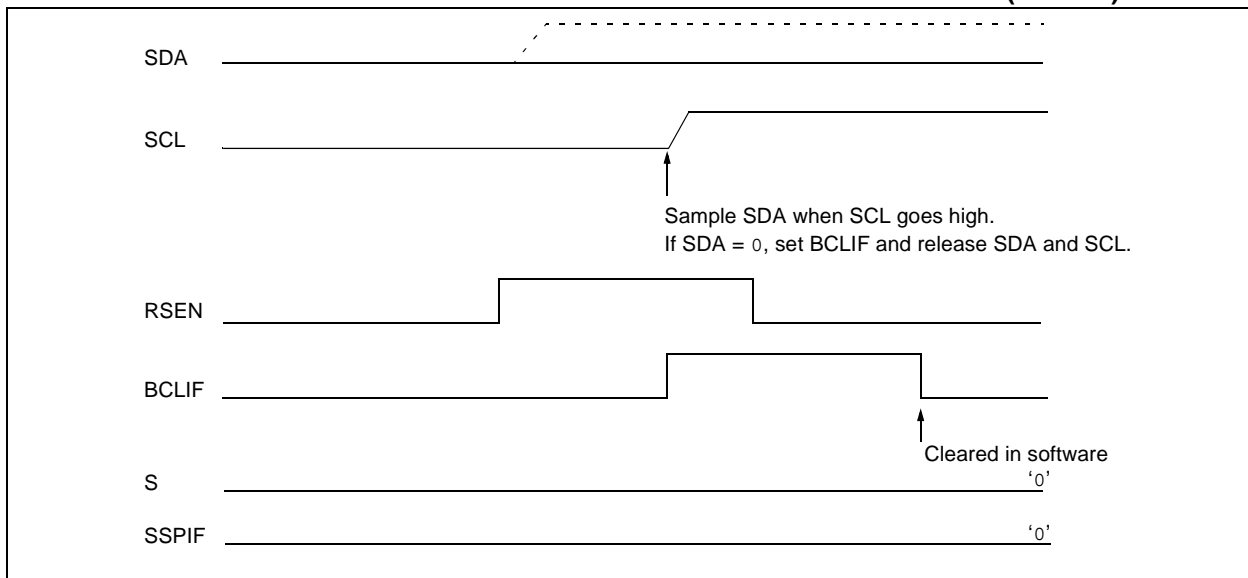 SDA
SCL
Sample SDA when SCL goes high.
If SDA = 0, set BCLIF and release SDA and SCL.
RSEN
BCLIF
Cleared in software
S
‘0’
SSPIF
‘0’